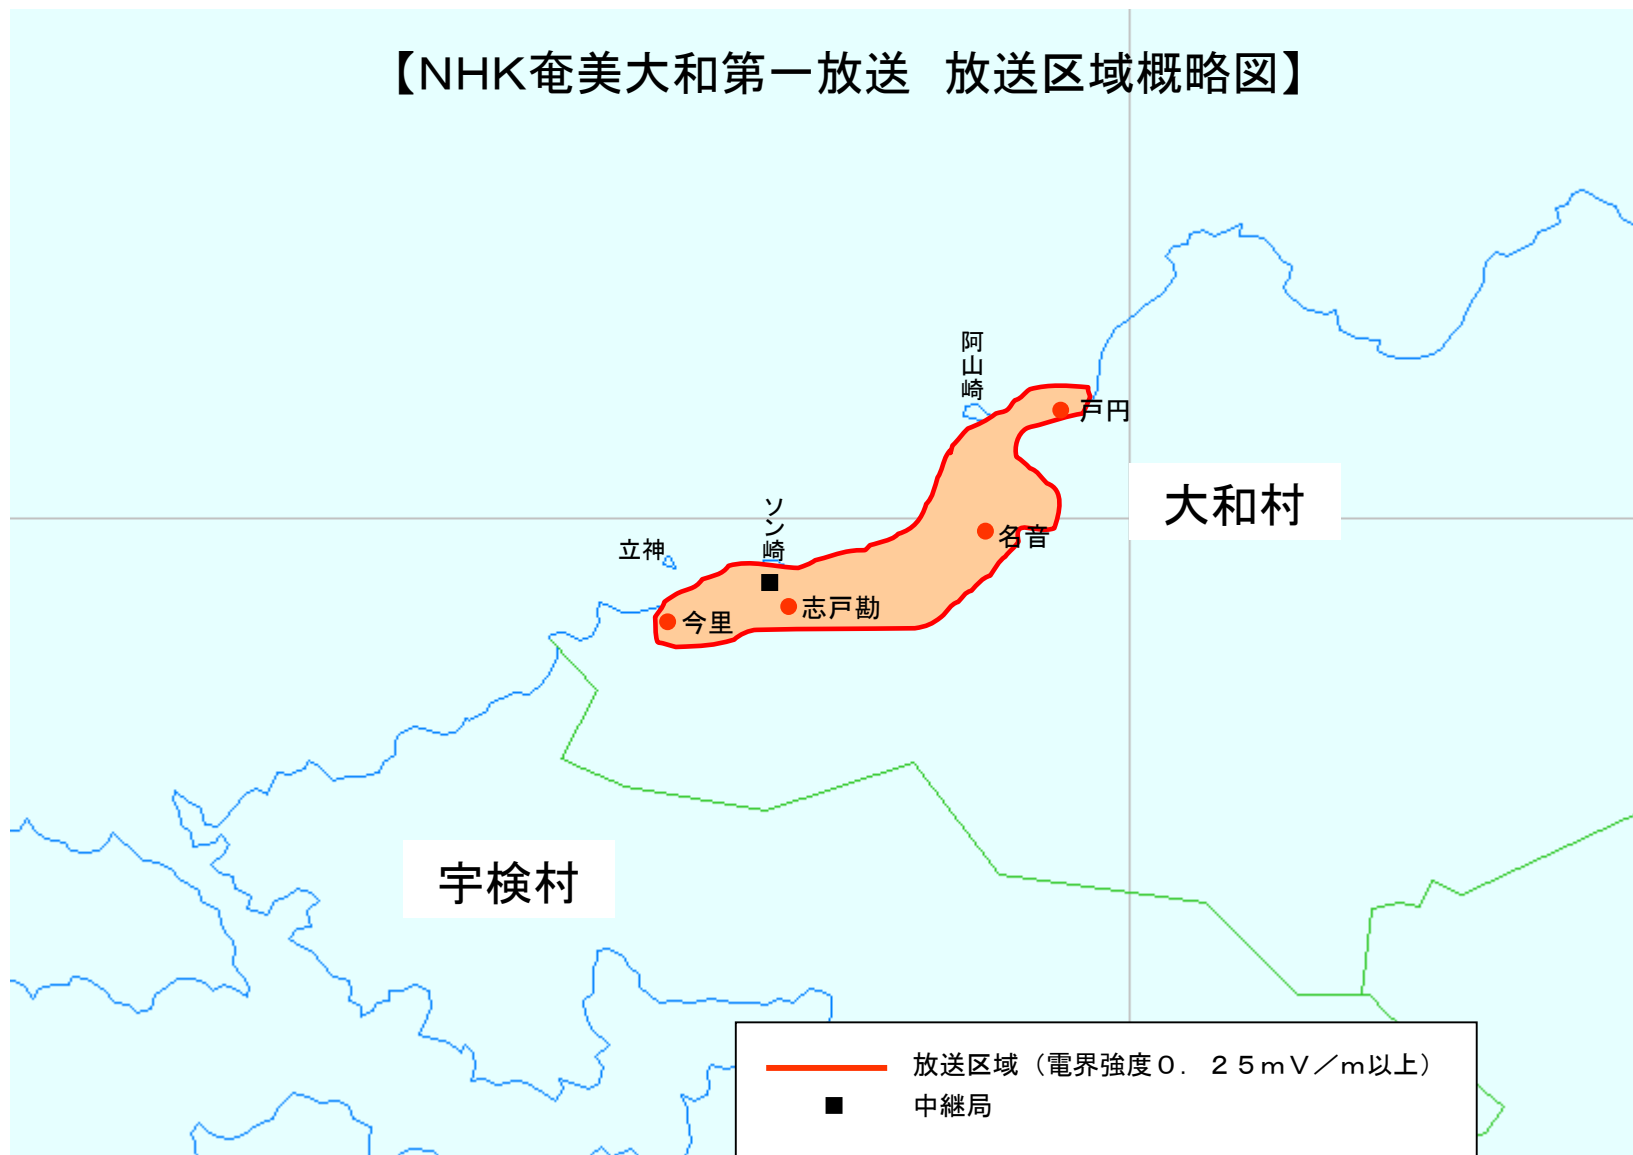 【NHK奄美大和第一放送　放送区域概略図】
阿山崎
戸円
大和村
ソン崎
名音
立神
志戸勘
今里
宇検村
放送区域（電界強度０．２５ｍＶ／ｍ以上）
中継局